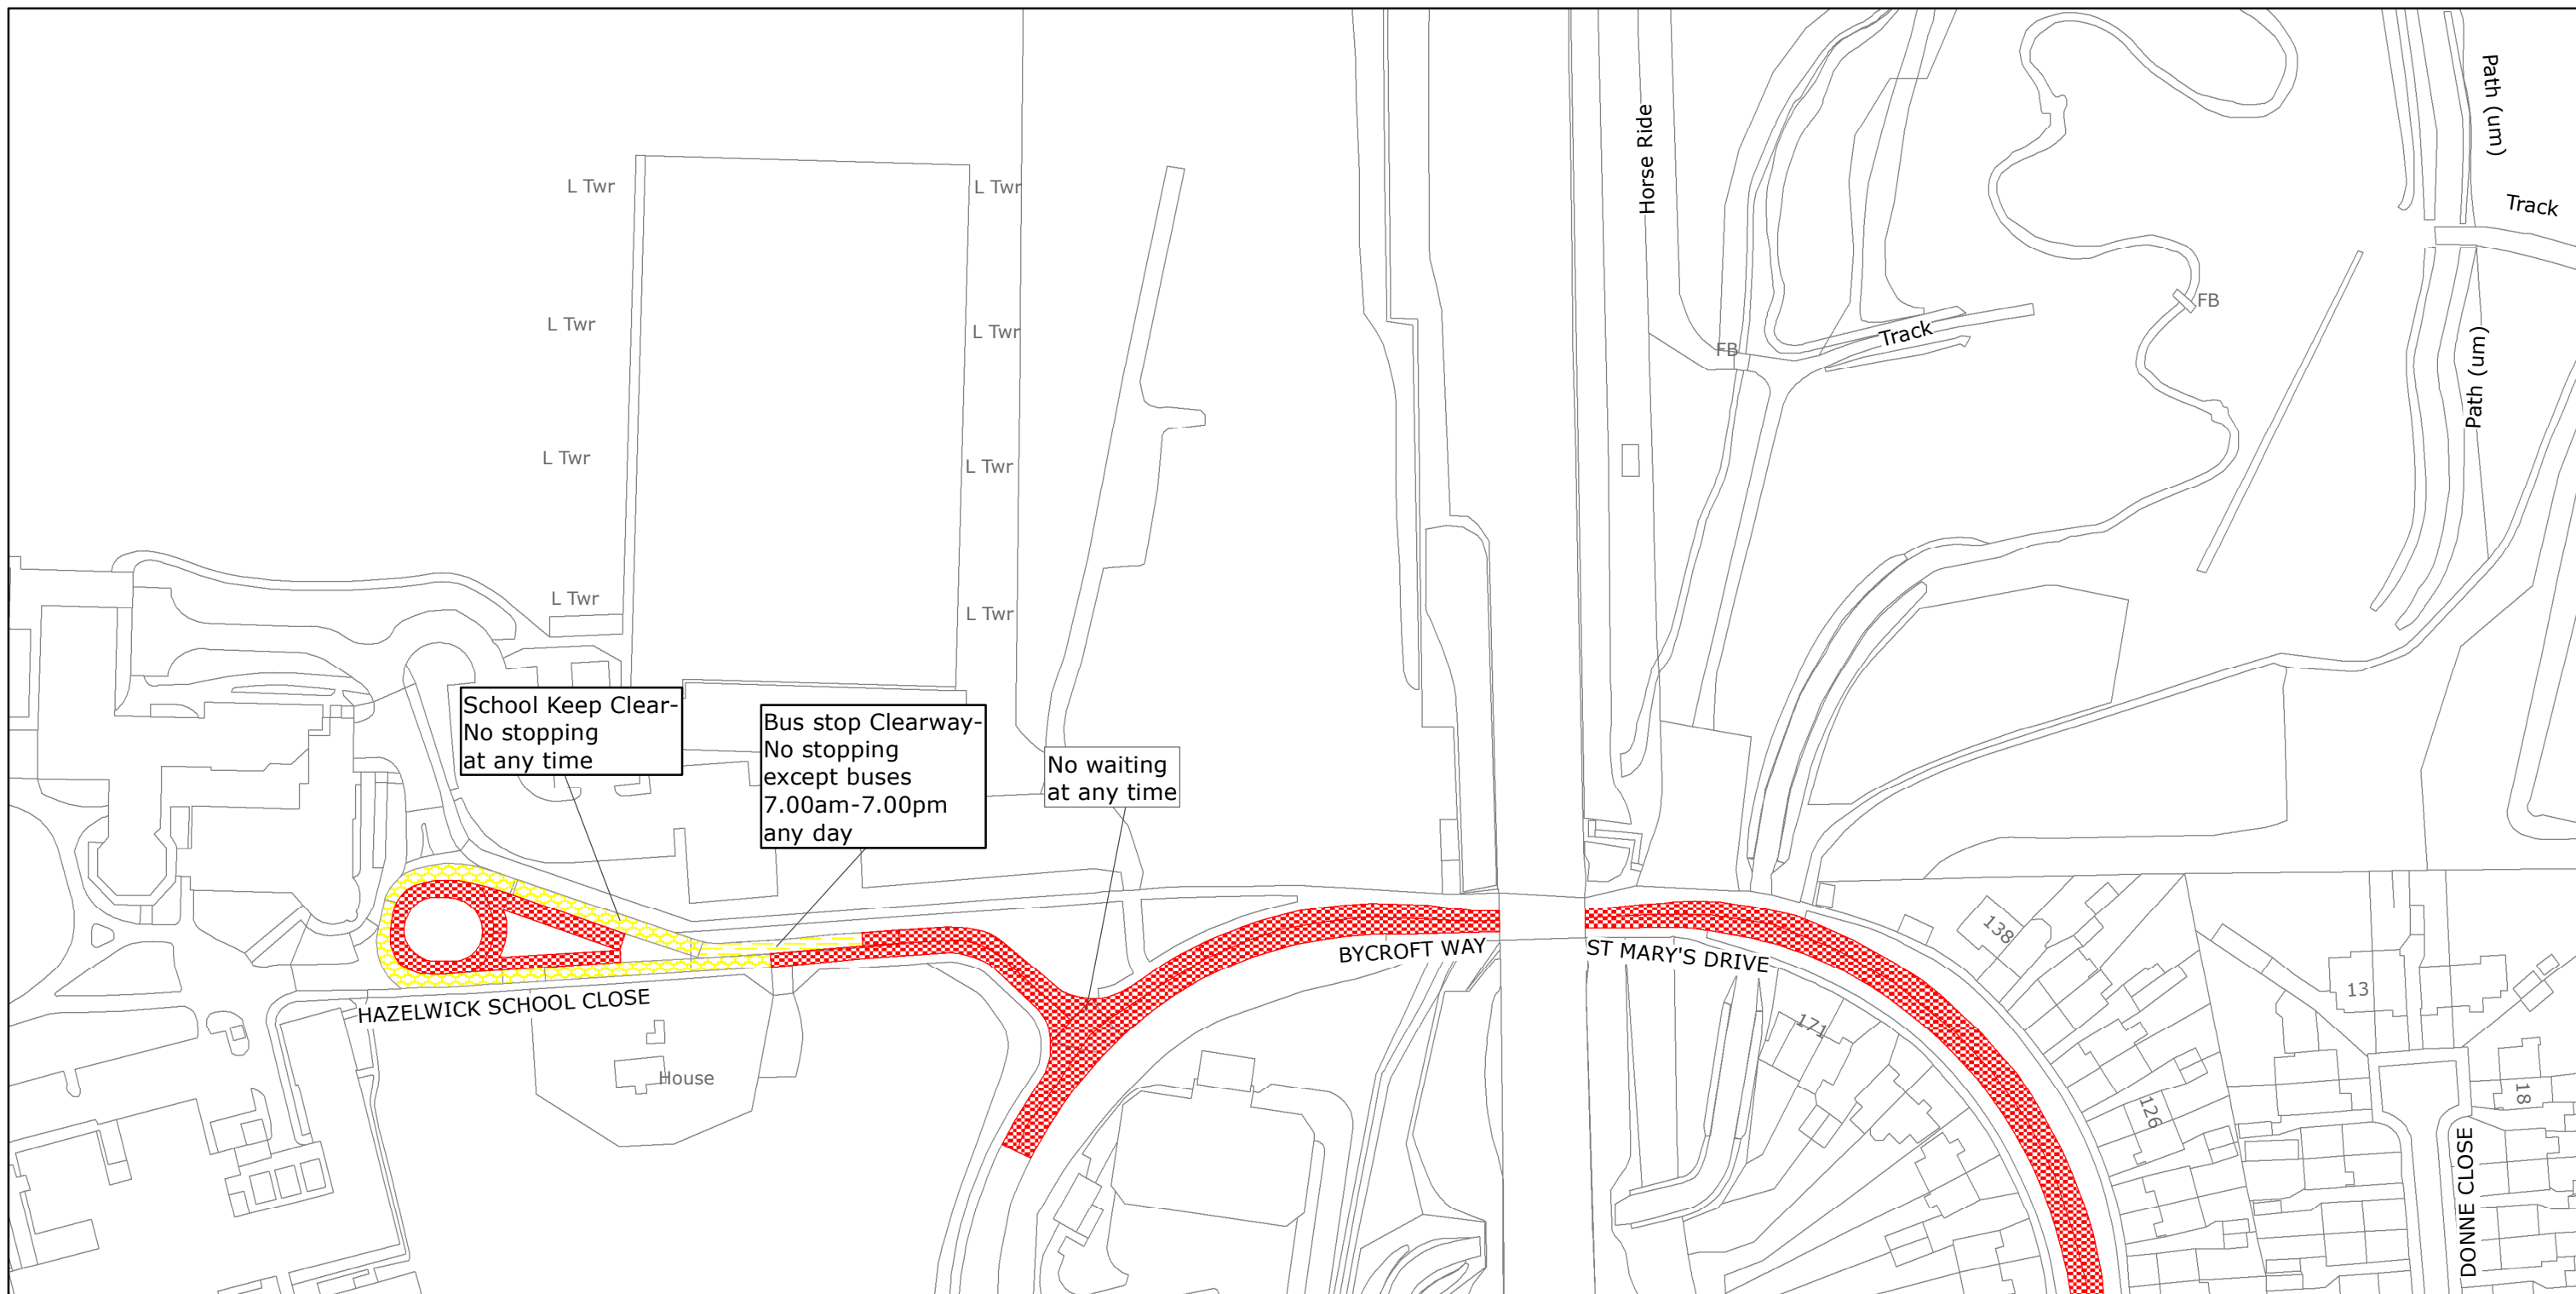 Path (um)
Horse Ride
L Twr
L Twr
Track
FB
L Twr
L Twr
Track
FB
Path (um)
L Twr
L Twr
L Twr
L Twr
School Keep Clear-
No stopping
at any time
Bus stop Clearway-
No stopping
except buses
7.00am-7.00pm
any day
No waiting
at any time
138
BYCROFT WAY
ST MARY'S DRIVE
13
HAZELWICK SCHOOL CLOSE
171
House
126
18
DONNE CLOSE